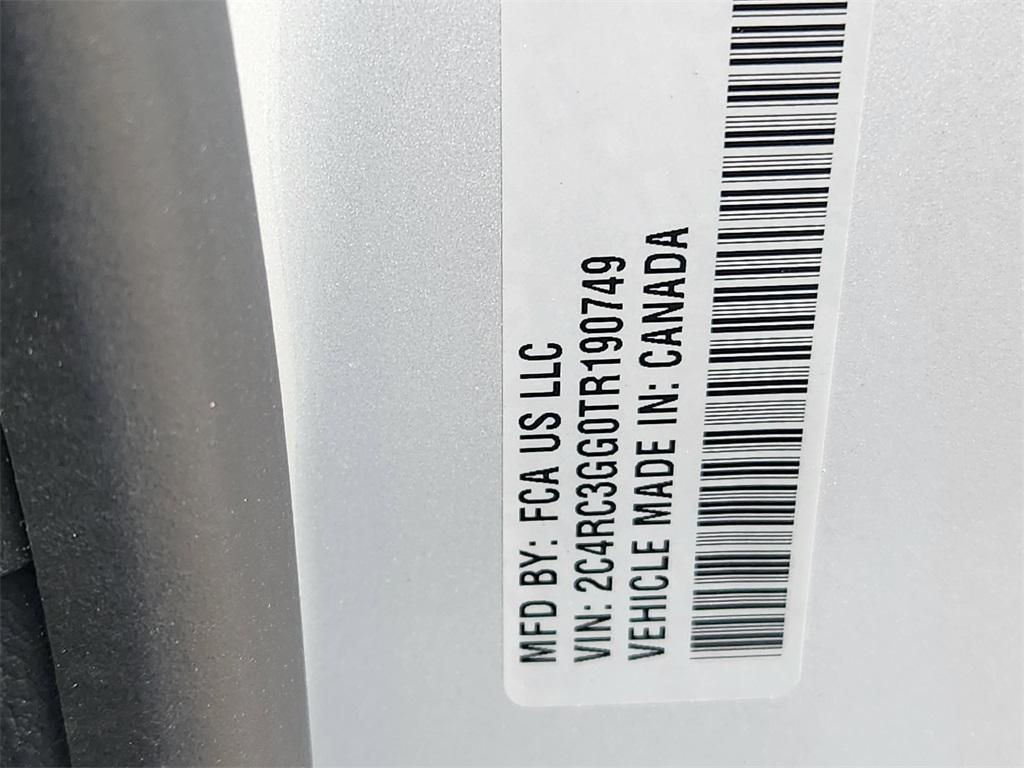 MFD BY: FCA US LLC
VIN: 2C4RC3GG0TR190749
VEHICLE MADE IN: CANADA